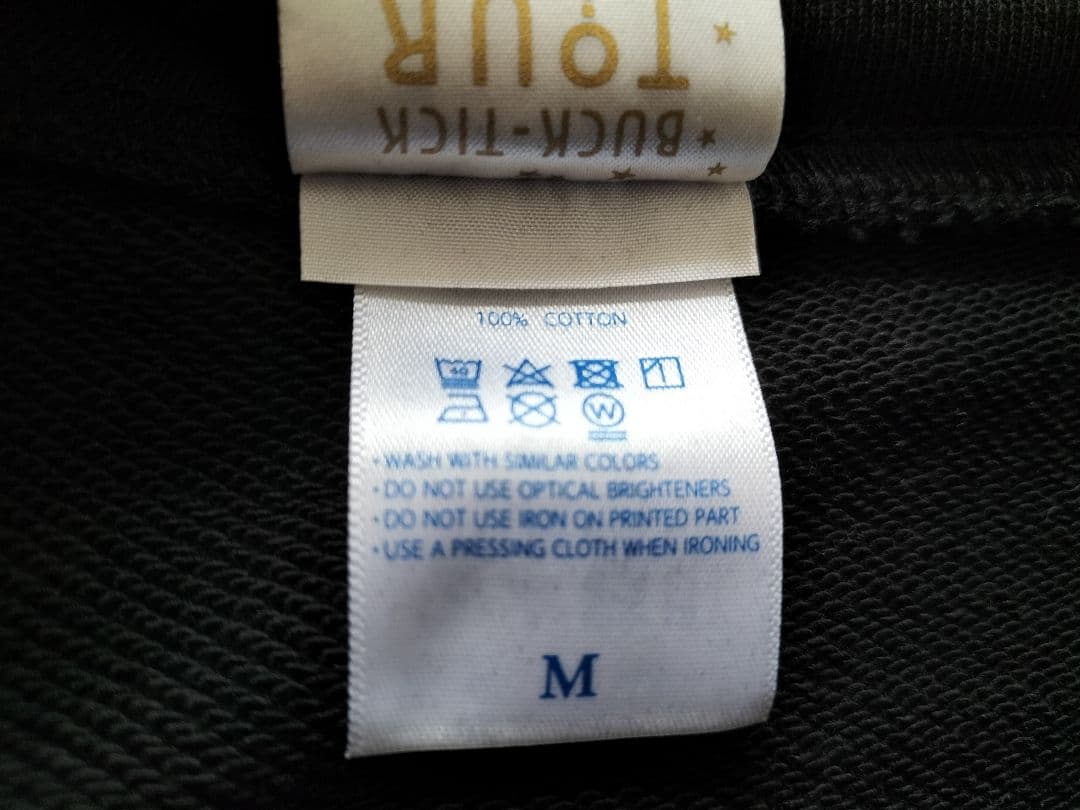 BUCK-TICK
TOUR
100% COTTON
40
W
・WASH WITH SIMILAR COLORS
・DO NOT USE OPTICAL BRIGHTENERS
・DO NOT USE IRON ON PRINTED PART
・USE A PRESSING CLOTH WHEN IRONING
M